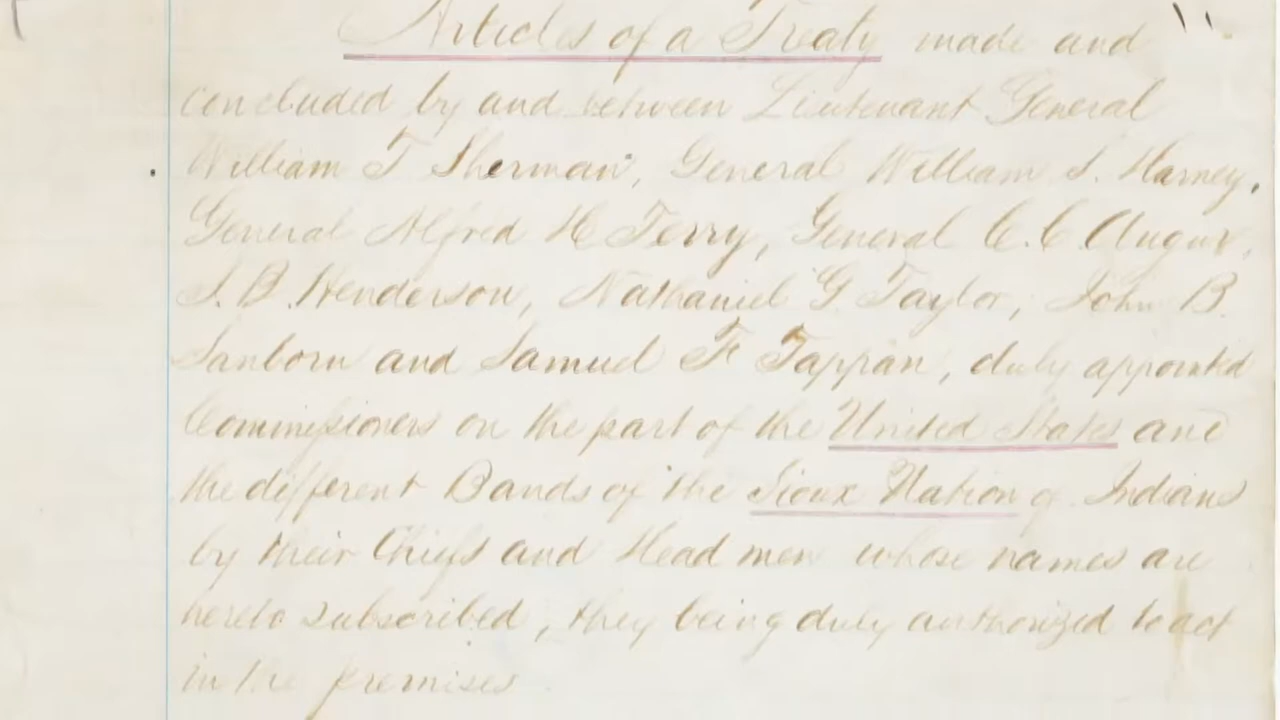 Articles of a Treaty made and
concluded by and between Lieutenant General
William T Sherman, General William S. Harney,
General Alfred H Terry, General C. C. Augur,
J. B. Henderson, Nathaniel G Taylor, John B.
Sanborn and Samuel F Tappan, duly appointed
Commissioners on the part of the United States and
the different Bands of the Sioux Nation of Indians
by their Chiefs and Head men whose names are
hereto subscribed, they being duly authorized to act
in the premises